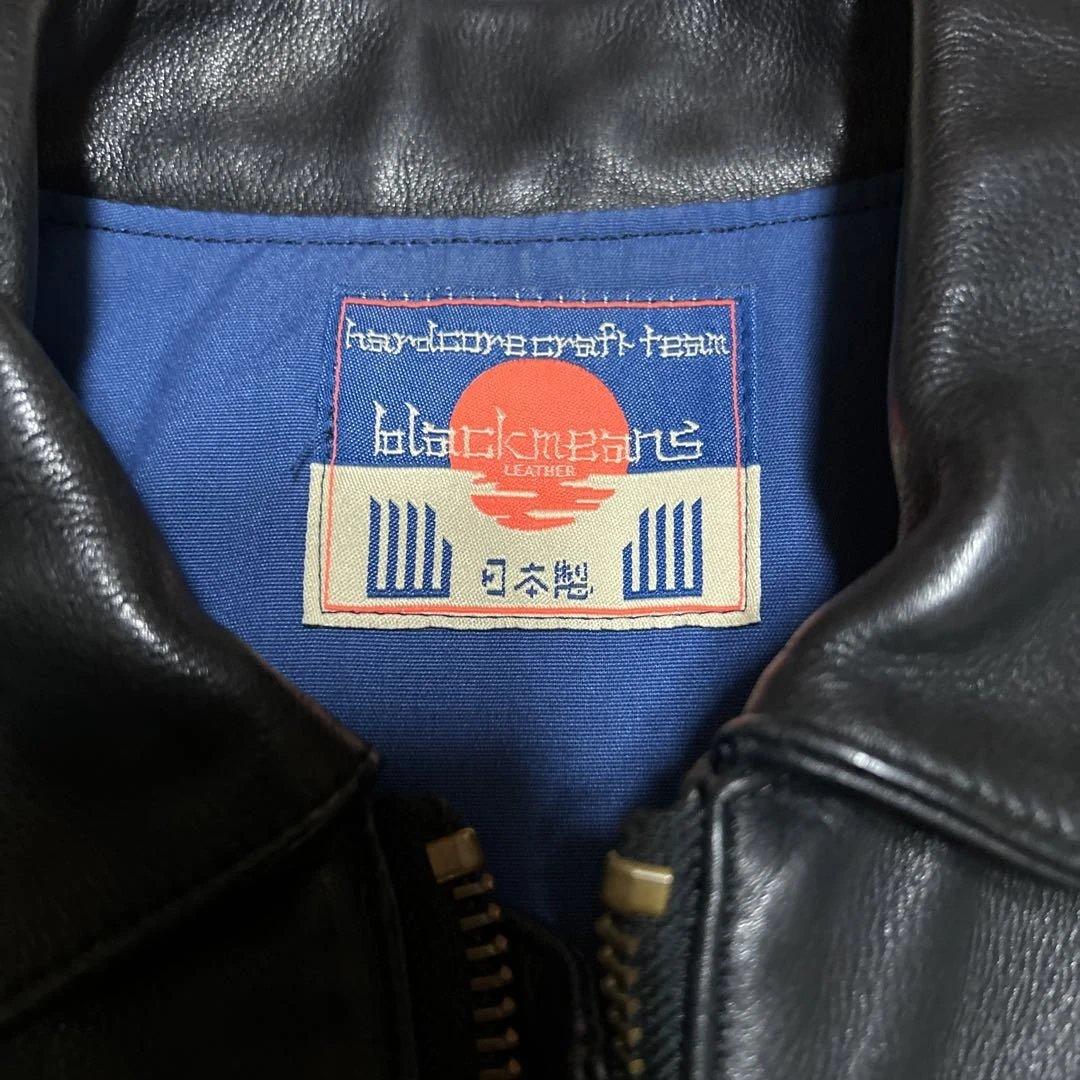 hardcore craft team
blackmeans
LEATHER
日本製